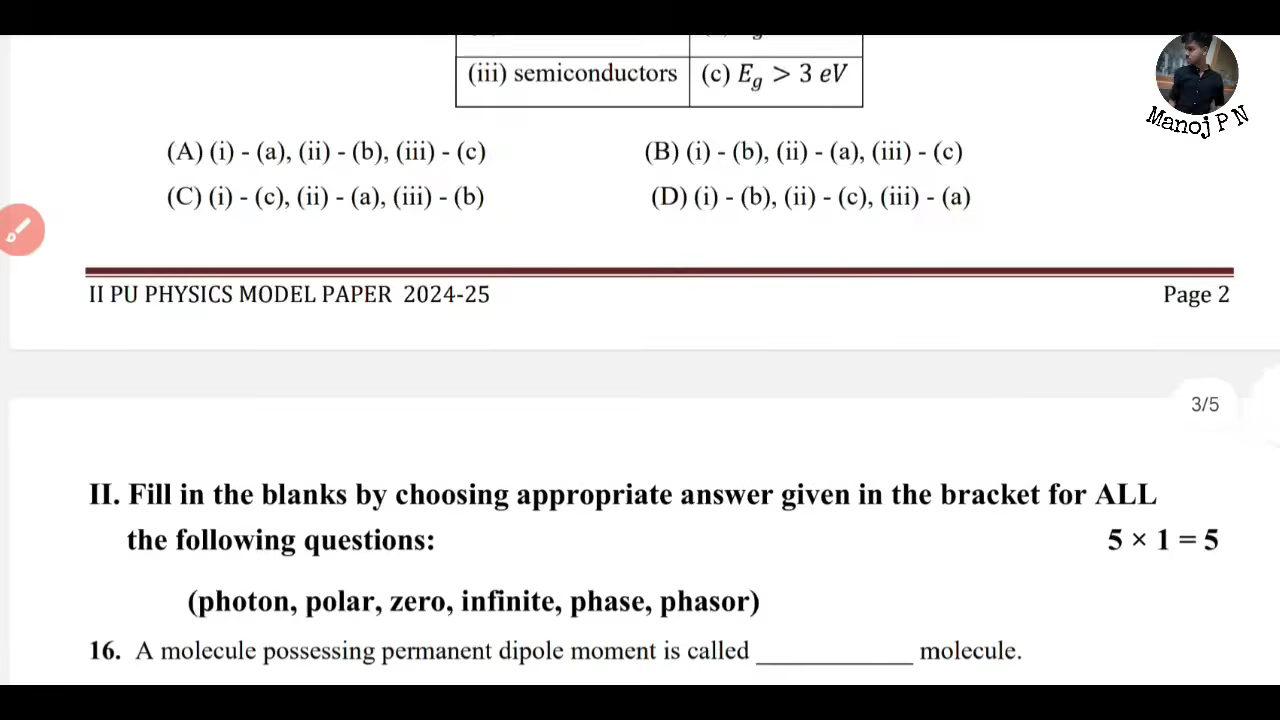 (iii) semiconductors (c) E_g > 3 eV
Manoj P N
(A) (i) - (a), (ii) - (b), (iii) - (c) (B) (i) - (b), (ii) - (a), (iii) - (c)
(C) (i) - (c), (ii) - (a), (iii) - (b) (D) (i) - (b), (ii) - (c), (iii) - (a)
II PU PHYSICS MODEL PAPER 2024-25 Page 2
3/5
II. Fill in the blanks by choosing appropriate answer given in the bracket for ALL
the following questions: 5 × 1 = 5
(photon, polar, zero, infinite, phase, phasor)
16. A molecule possessing permanent dipole moment is called ____________ molecule.